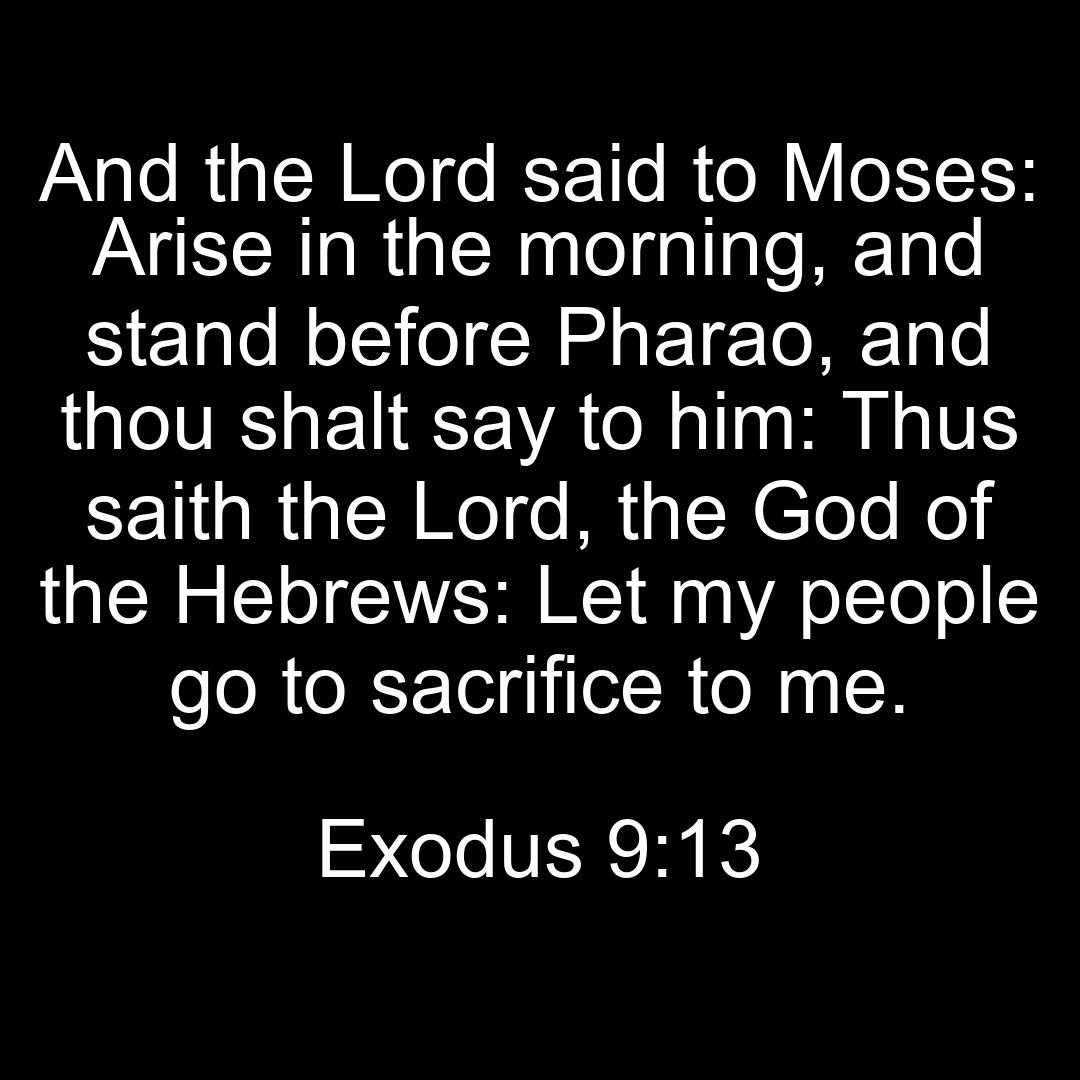 And the Lord said to Moses:
Arise in the morning, and
stand before Pharao, and
thou shalt say to him: Thus
saith the Lord, the God of
the Hebrews: Let my people
go to sacrifice to me.
Exodus 9:13